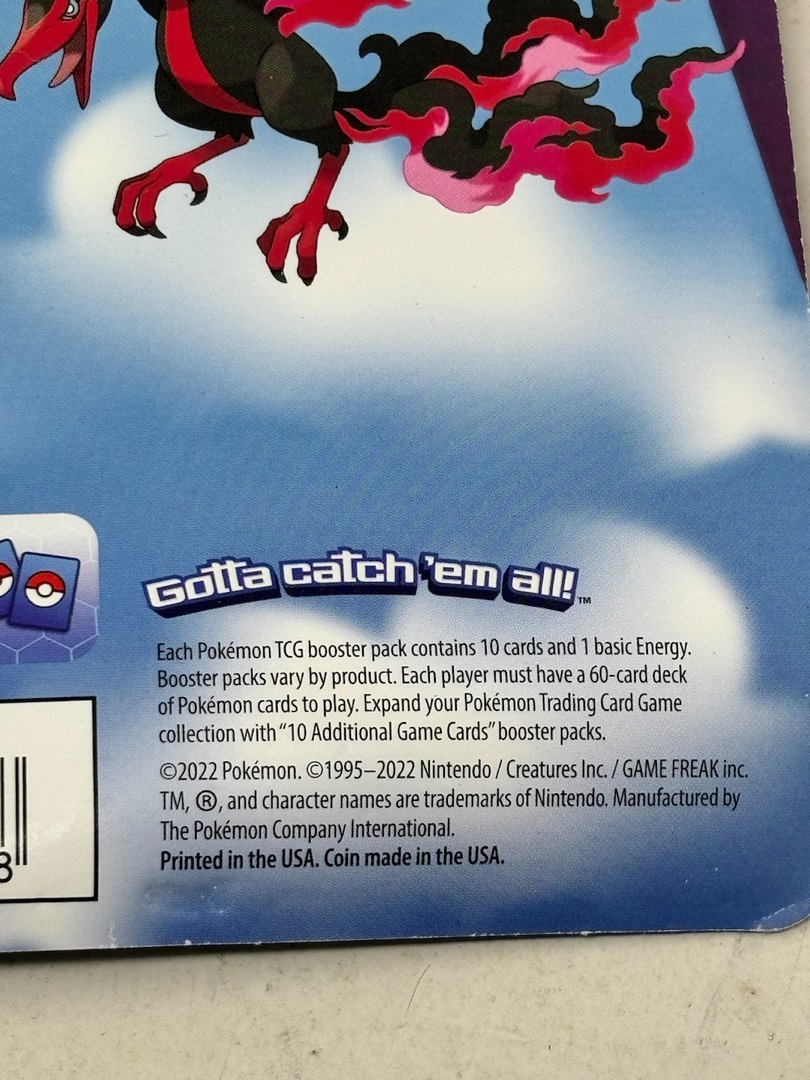 Gotta catch 'em all!™
Each Pokémon TCG booster pack contains 10 cards and 1 basic Energy.
Booster packs vary by product. Each player must have a 60-card deck
of Pokémon cards to play. Expand your Pokémon Trading Card Game
collection with "10 Additional Game Cards" booster packs.
©2022 Pokémon. ©1995–2022 Nintendo / Creatures Inc. / GAME FREAK inc.
TM, ®, and character names are trademarks of Nintendo. Manufactured by
The Pokémon Company International.
Printed in the USA. Coin made in the USA.
8